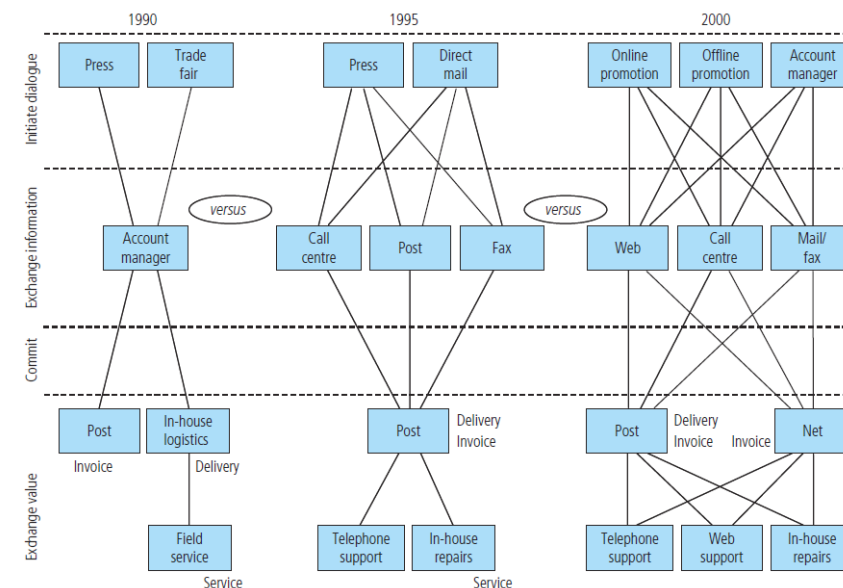 1990
1995
2000
Initiate dialogue
Press
Trade
fair
Press
Direct
mail
Online
promotion
Offline
promotion
Account
manager
Exchange information
versus
versus
Account
manager
Call
centre
Post
Fax
Web
Call
centre
Mail/
fax
Commit
Exchange value
Post
In-house
logistics
Invoice
Delivery
Post
Delivery
Invoice
Post
Delivery
Invoice
Invoice
Net
Field
service
Service
Telephone
support
In-house
repairs
Service
Telephone
support
Web
support
In-house
repairs